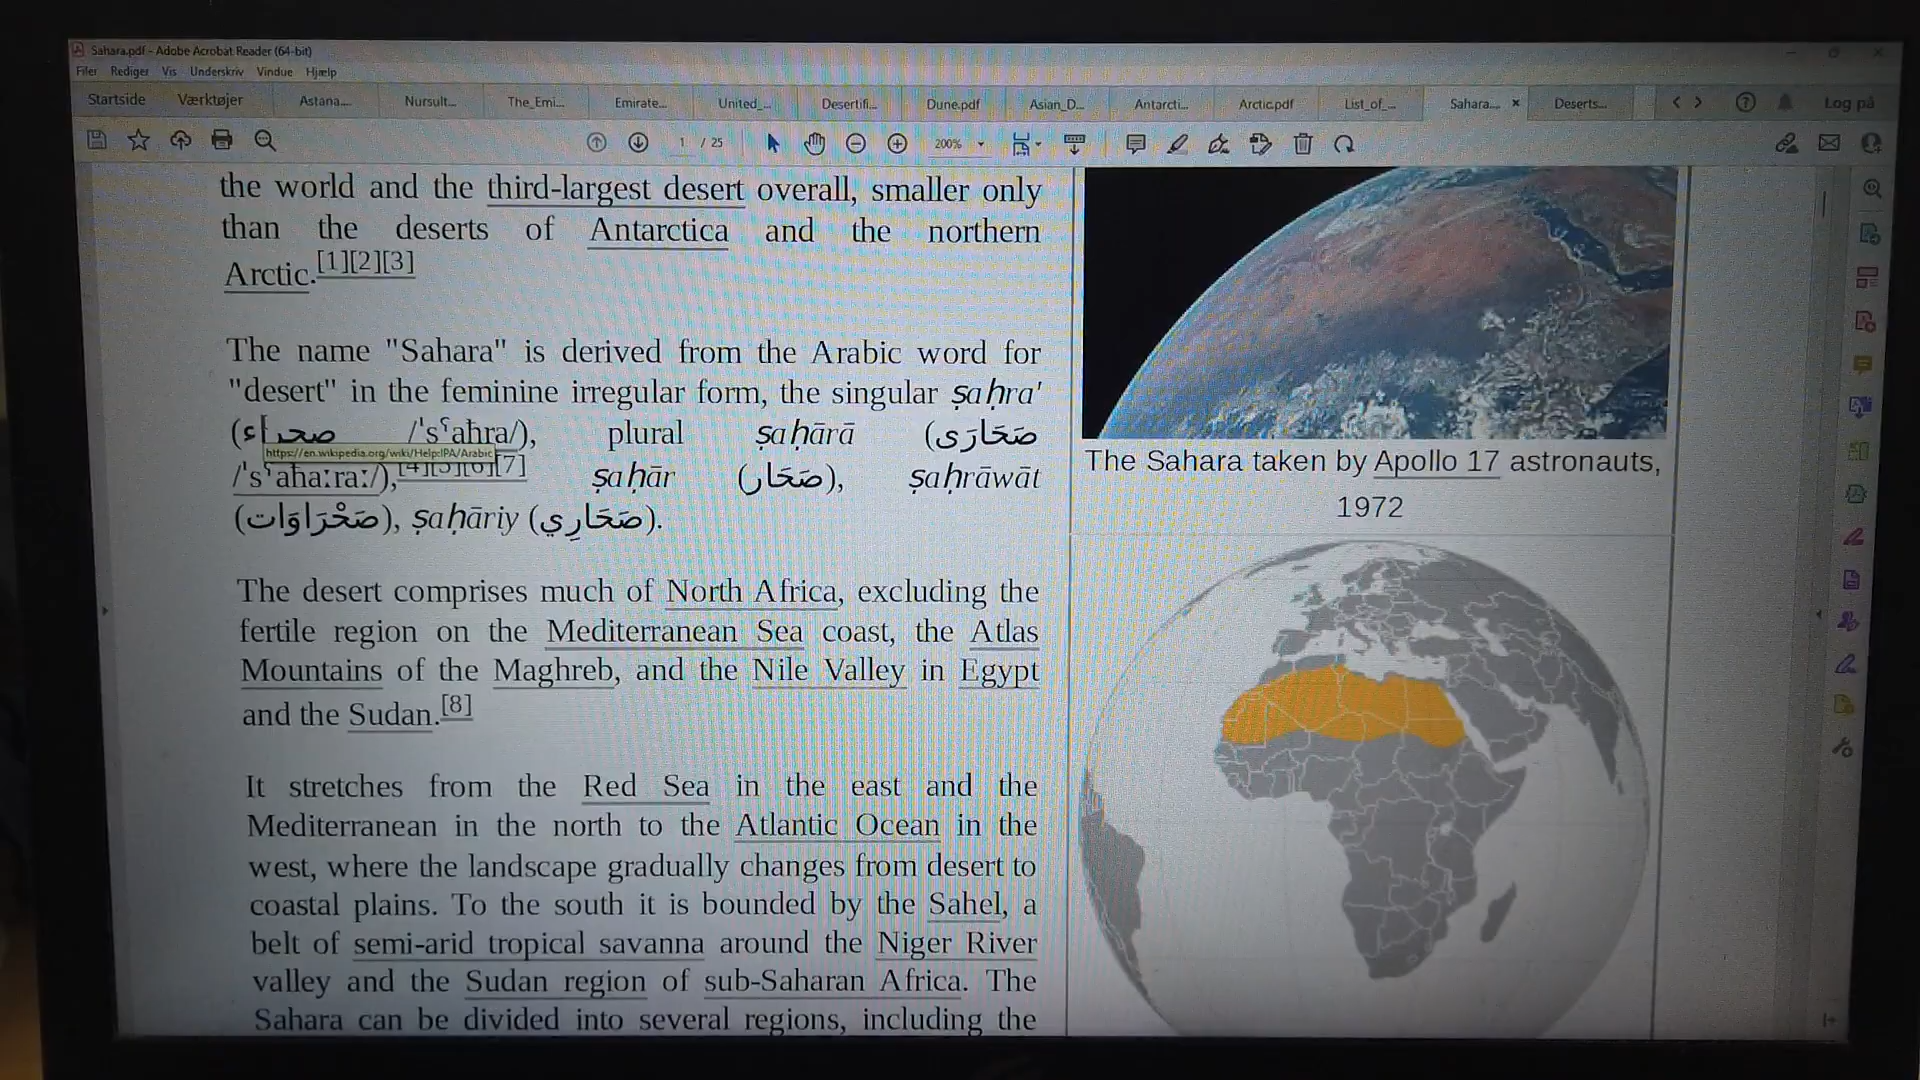 Sahara.pdf - Adobe Acrobat Reader (64-bit)
Filer Rediger Vis Underskriv Vindue Hjælp
Startside Værktøjer Astana.... Nursult... The_Emi... Emirate... United_... Desertifi... Dune.pdf Asian_D... Antarcti... Arctic.pdf List_of_... Sahara.... × Deserts... Log på
1 / 25 200%
the world and the third-largest desert overall, smaller only
than the deserts of Antarctica and the northern
Arctic.[1][2][3]
The name "Sahara" is derived from the Arabic word for
"desert" in the feminine irregular form, the singular ṣaḥra'
(صحراء /ˈsˤaħra/), plural ṣaḥārā (صَحَارَى
https://en.wikipedia.org/wiki/Help:IPA/Arabic
/ˈsˤaħaːraː/),[4][5][6][7] ṣaḥār (صَحَار), ṣaḥrāwāt
(صَحْرَاوَات), ṣaḥāriy (صَحَارِي).
The desert comprises much of North Africa, excluding the
fertile region on the Mediterranean Sea coast, the Atlas
Mountains of the Maghreb, and the Nile Valley in Egypt
and the Sudan.[8]
It stretches from the Red Sea in the east and the
Mediterranean in the north to the Atlantic Ocean in the
west, where the landscape gradually changes from desert to
coastal plains. To the south it is bounded by the Sahel, a
belt of semi-arid tropical savanna around the Niger River
valley and the Sudan region of sub-Saharan Africa. The
Sahara can be divided into several regions, including the
The Sahara taken by Apollo 17 astronauts,
1972